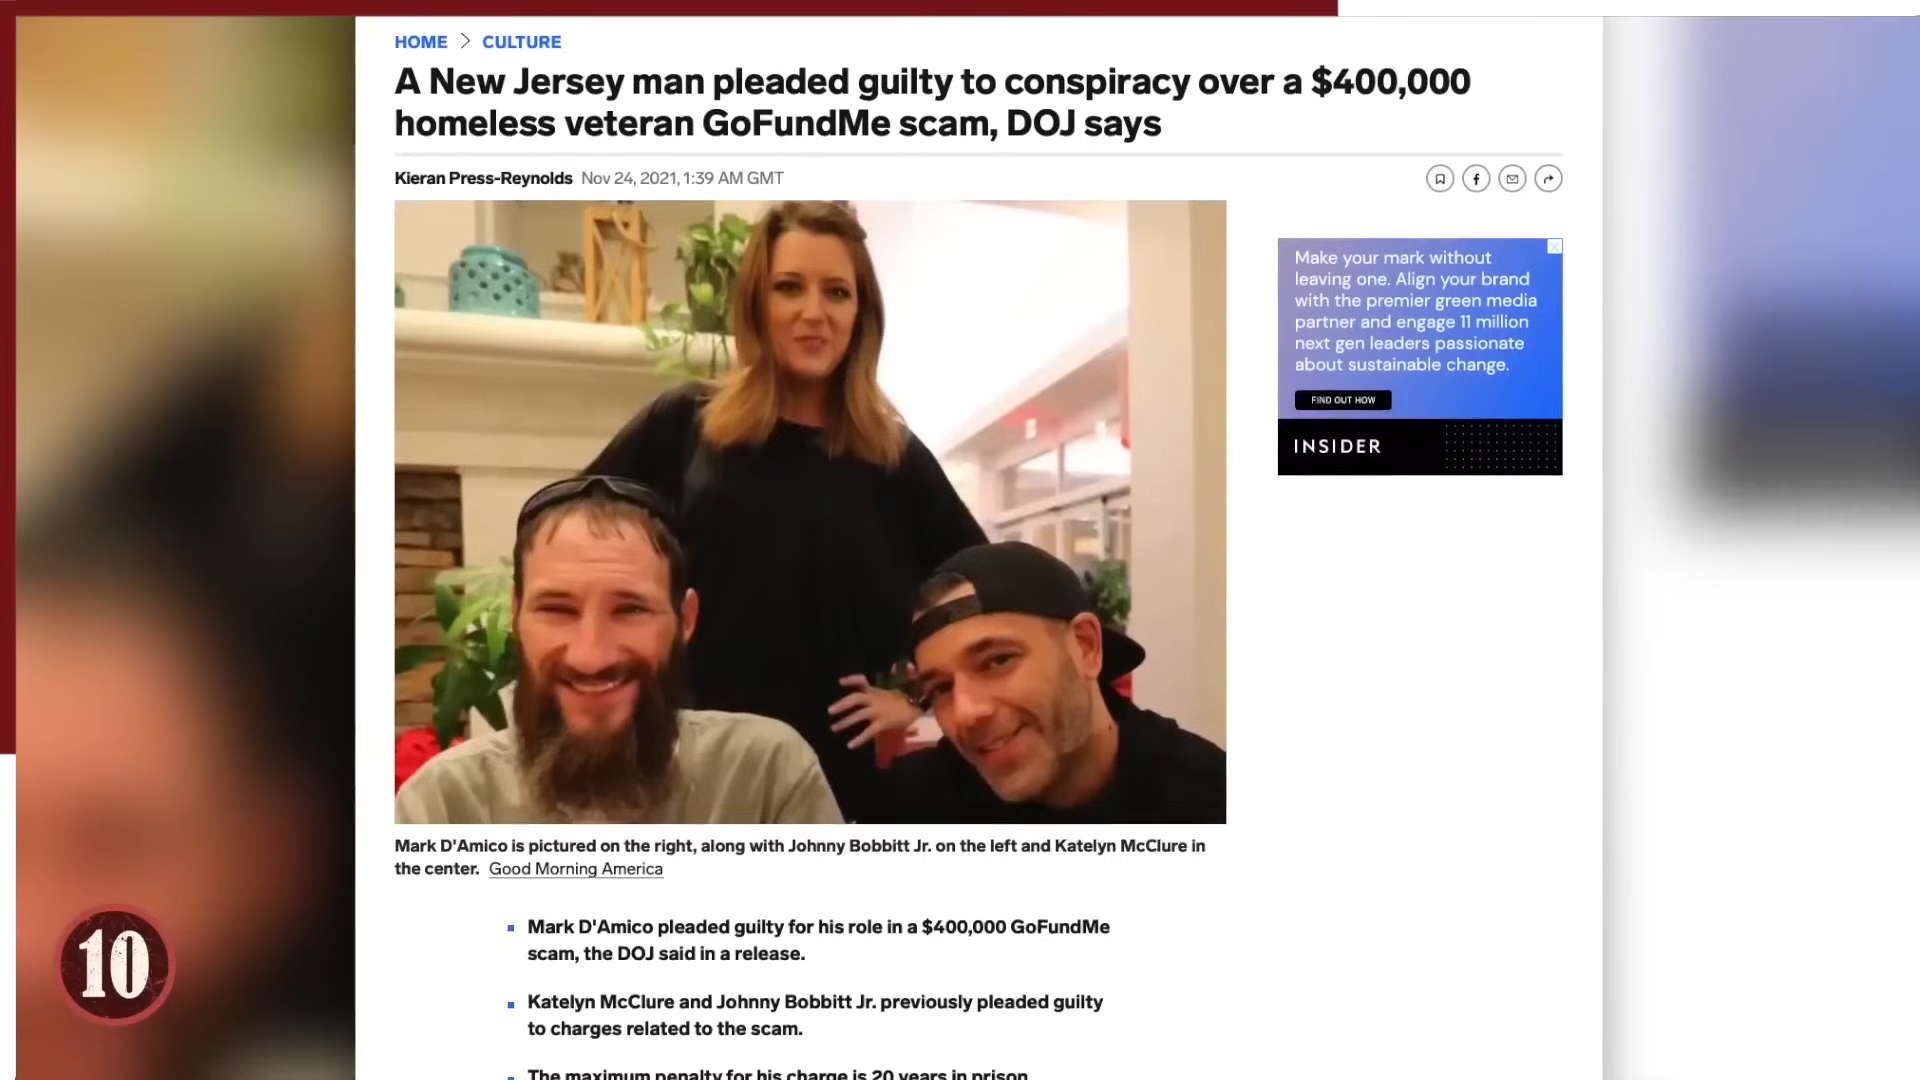 HOME > CULTURE
A New Jersey man pleaded guilty to conspiracy over a $400,000
homeless veteran GoFundMe scam, DOJ says
Kieran Press-Reynolds Nov 24, 2021, 1:39 AM GMT
Make your mark without
leaving one. Align your brand
with the premier green media
partner and engage 11 million
next gen leaders passionate
about sustainable change.
FIND OUT HOW
INSIDER
Mark D'Amico is pictured on the right, along with Johnny Bobbitt Jr. on the left and Katelyn McClure in
the center. Good Morning America
Mark D'Amico pleaded guilty for his role in a $400,000 GoFundMe
scam, the DOJ said in a release.
Katelyn McClure and Johnny Bobbitt Jr. previously pleaded guilty
to charges related to the scam.
The maximum penalty for his charge is 20 years in prison
10